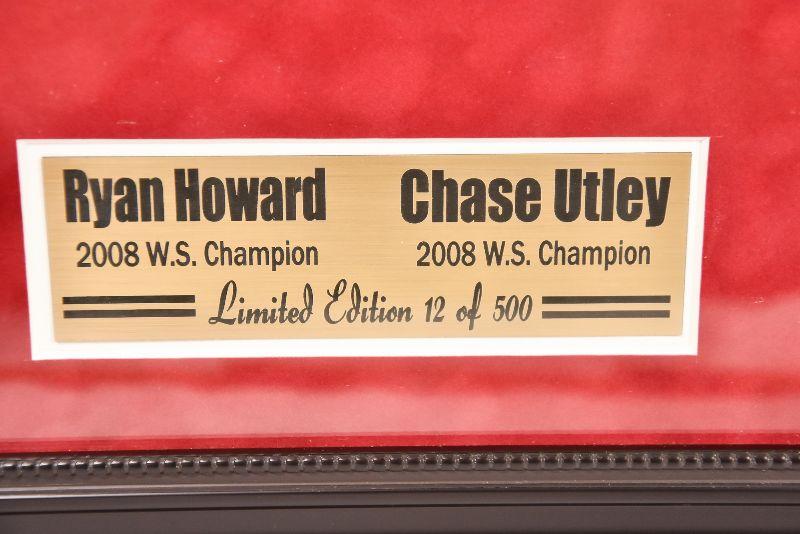 Ryan Howard Chase Utley
2008 W.S. Champion 2008 W.S. Champion
Limited Edition 12 of 500